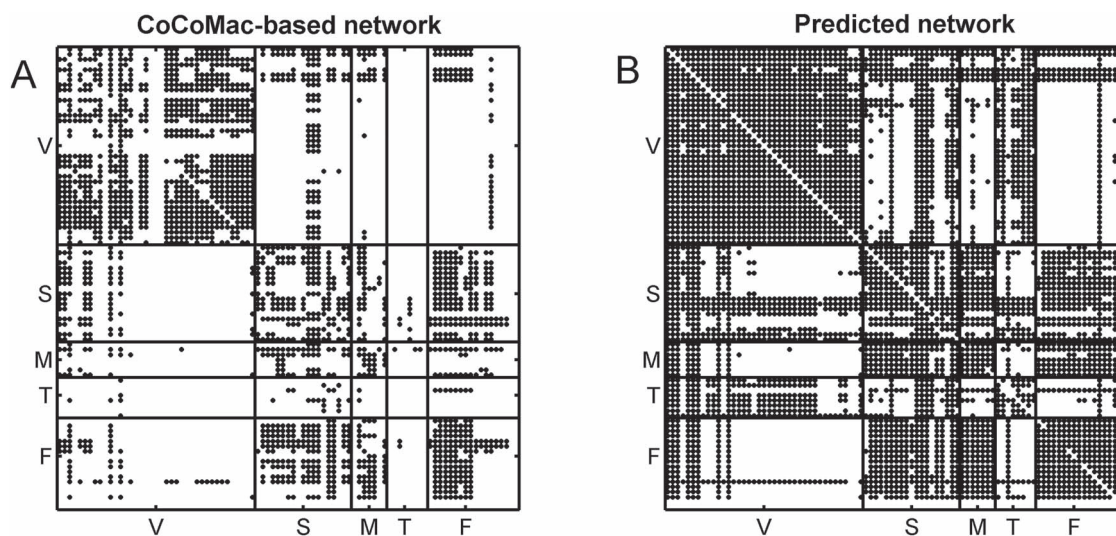 CoCoMac-based network
A
V
S
M
T
F
V S M T F
Predicted network
B
V
S
M
T
F
V S M T F